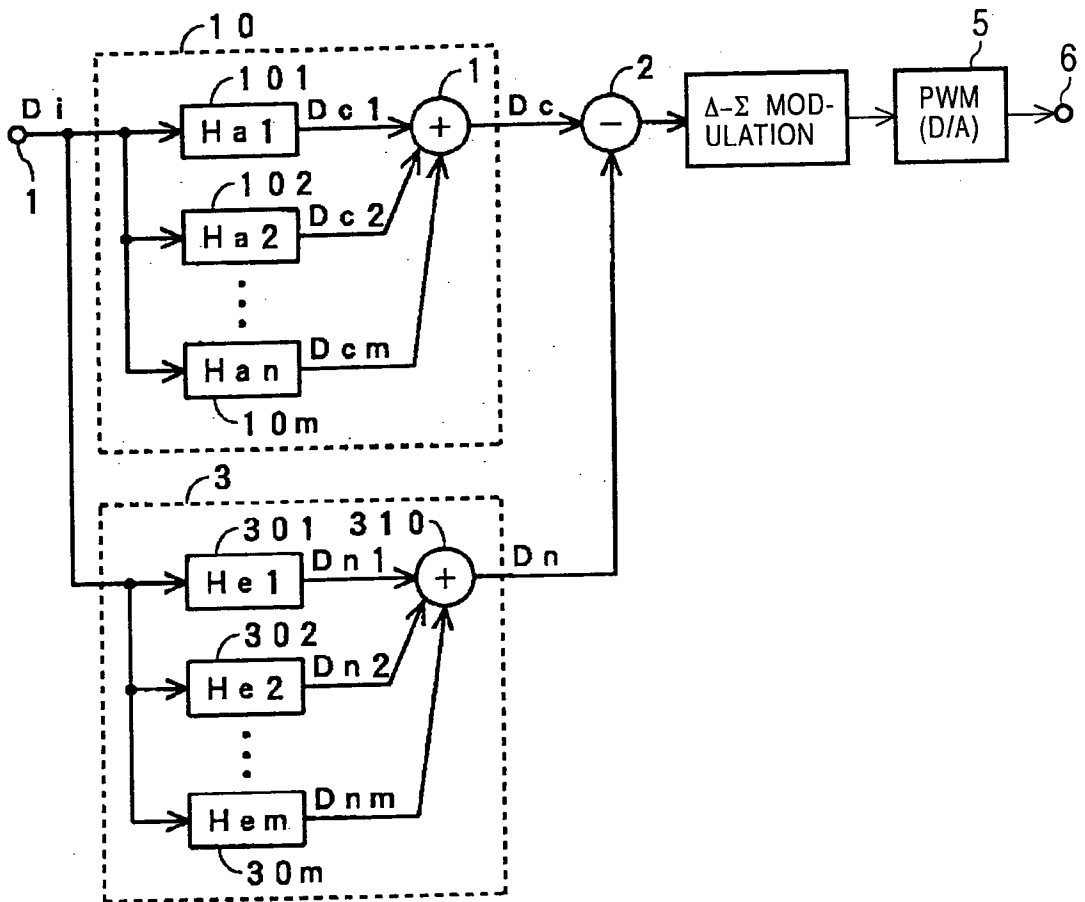 10
101
1
2
5
6
Di
Ha1
Dc1
+
Dc
−
Δ-Σ MOD-
ULATION
PWM
(D/A)
1
102
Ha2
Dc2
Han
Dcm
10m
3
301
310
He1
Dn1
+
Dn
302
He2
Dn2
Hem
Dnm
30m